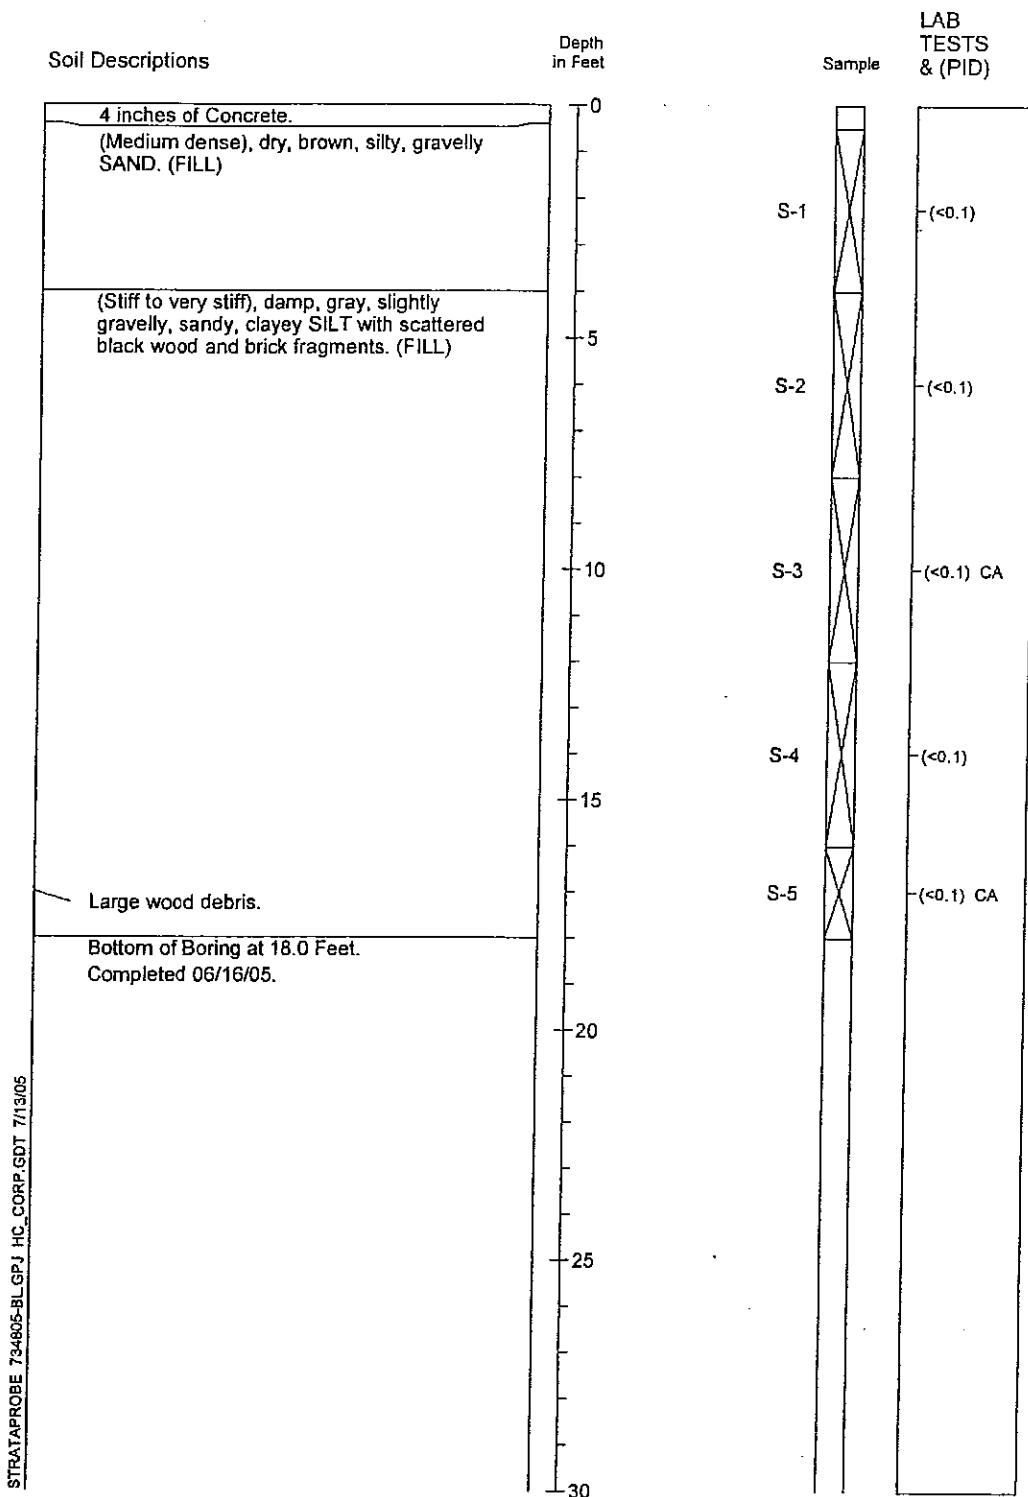 LAB
TESTS
& (PID)
Soil Descriptions
Depth
in Feet
Sample
0
4 inches of Concrete.
(Medium dense), dry, brown, silty, gravelly
SAND. (FILL)
S-1
(<0.1)
(Stiff to very stiff), damp, gray, slightly
gravelly, sandy, clayey SILT with scattered
black wood and brick fragments. (FILL)
5
S-2
(<0.1)
10
S-3
(<0.1) CA
S-4
(<0.1)
15
Large wood debris.
S-5
(<0.1) CA
Bottom of Boring at 18.0 Feet.
Completed 06/16/05.
20
25
30
STRATAPROBE 734805-BL.GPJ HC_CORP.GDT 7/13/05